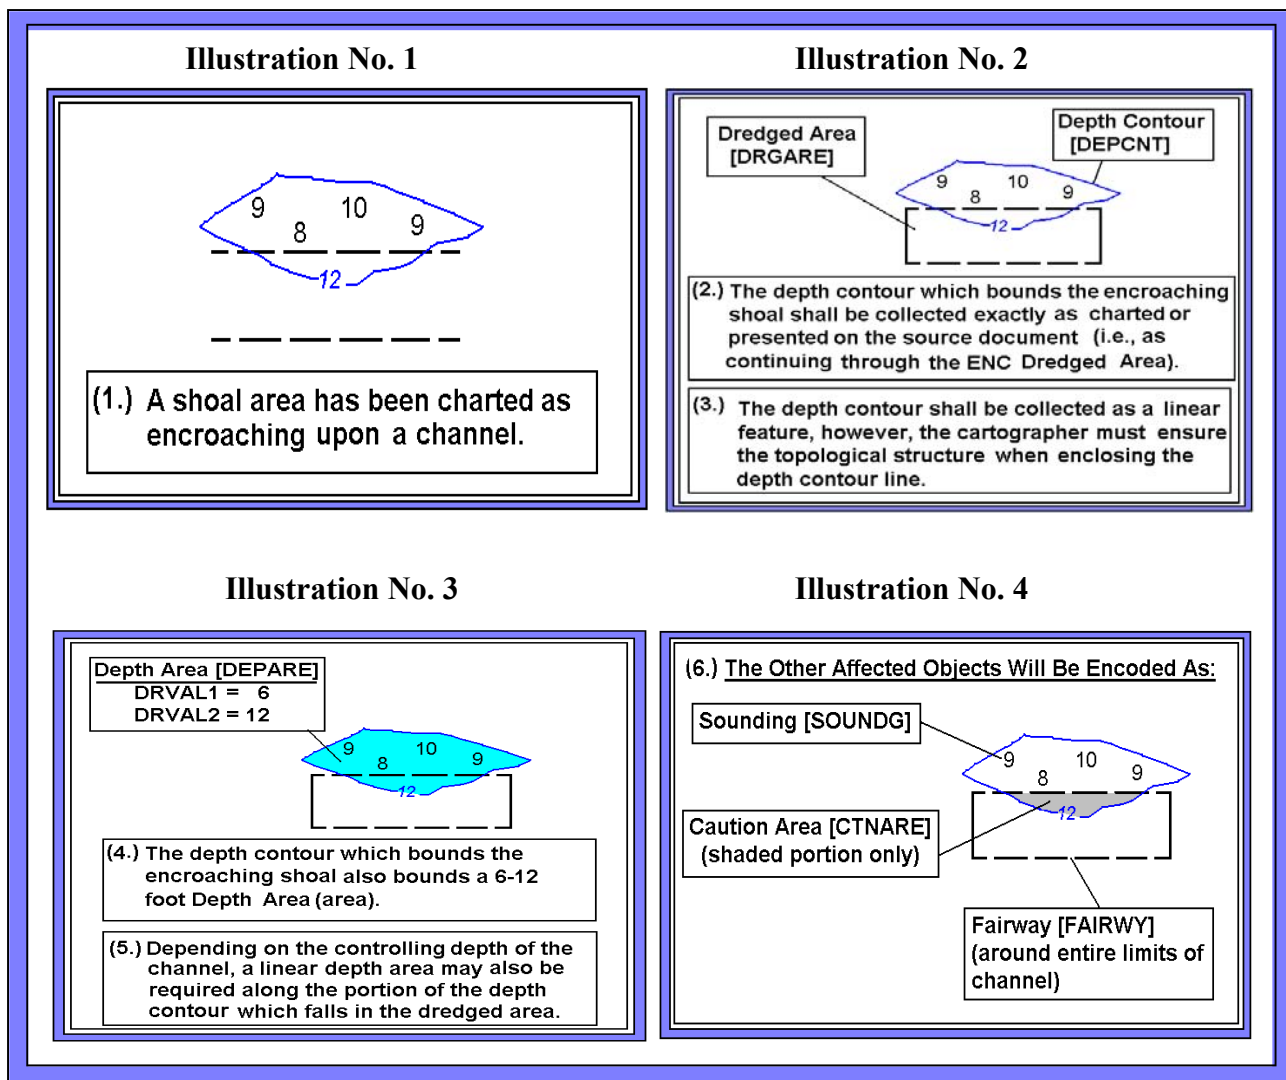 Illustration No. 1
9
8
10
9
12
(1.) A shoal area has been charted as
encroaching upon a channel.
Illustration No. 2
Dredged Area
[DRGARE]
Depth Contour
[DEPCNT]
9
8
10
9
12
(2.) The depth contour which bounds the encroaching
shoal shall be collected exactly as charted or
presented on the source document (i.e., as
continuing through the ENC Dredged Area).
(3.) The depth contour shall be collected as a linear
feature, however, the cartographer must ensure
the topological structure when enclosing the
depth contour line.
Illustration No. 3
Depth Area [DEPARE]
DRVAL1 = 6
DRVAL2 = 12
9
8
10
9
12
(4.) The depth contour which bounds the
encroaching shoal also bounds a 6-12
foot Depth Area (area).
(5.) Depending on the controlling depth of the
channel, a linear depth area may also be
required along the portion of the depth
contour which falls in the dredged area.
Illustration No. 4
(6.) The Other Affected Objects Will Be Encoded As:
Sounding [SOUNDG]
9
8
10
9
12
Caution Area [CTNARE]
(shaded portion only)
Fairway [FAIRWY]
(around entire limits of
channel)